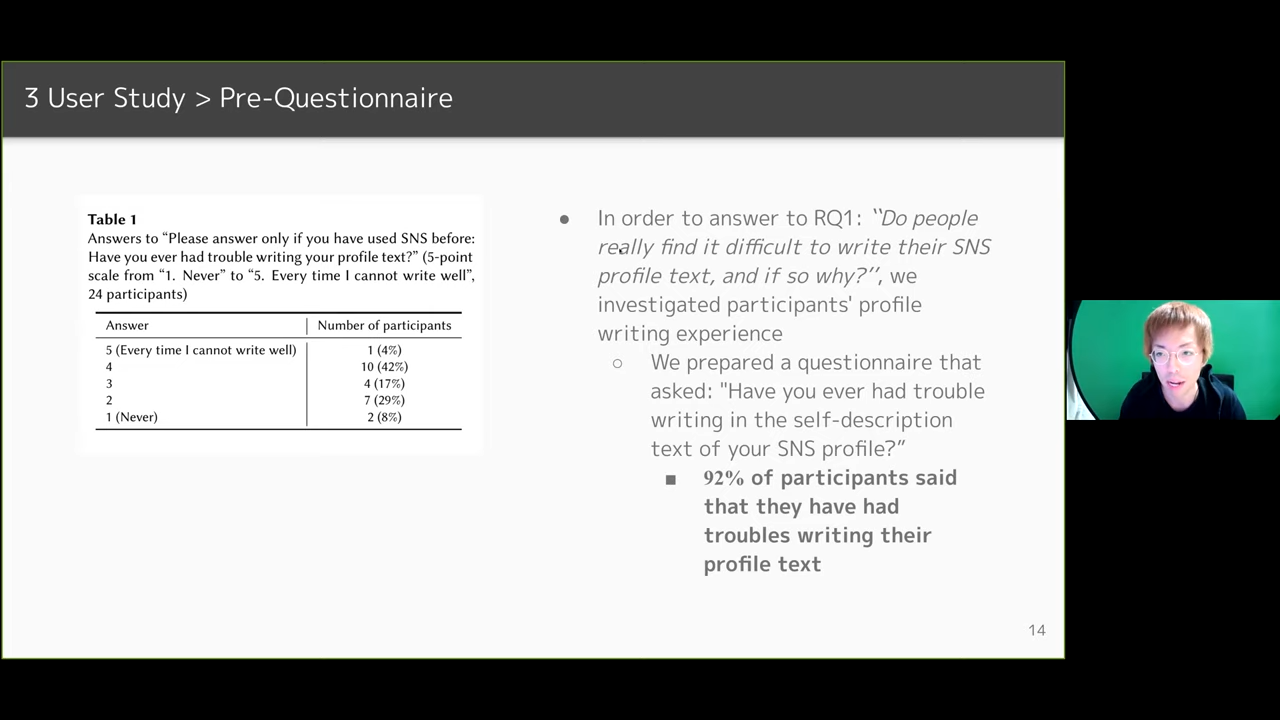 3 User Study > Pre-Questionnaire
Table 1
Answers to “Please answer only if you have used SNS before:
Have you ever had trouble writing your profile text?” (5-point
scale from “1. Never” to “5. Every time I cannot write well”,
24 participants)
Answer Number of participants
5 (Every time I cannot write well) 1 (4%)
4 10 (42%)
3 4 (17%)
2 7 (29%)
1 (Never) 2 (8%)
● In order to answer to RQ1: ‶Do people
really find it difficult to write their SNS
profile text, and if so why?’’, we
investigated participants' profile
writing experience
○ We prepared a questionnaire that
asked: "Have you ever had trouble
writing in the self-description
text of your SNS profile?”
■ 92% of participants said
that they have had
troubles writing their
profile text
14